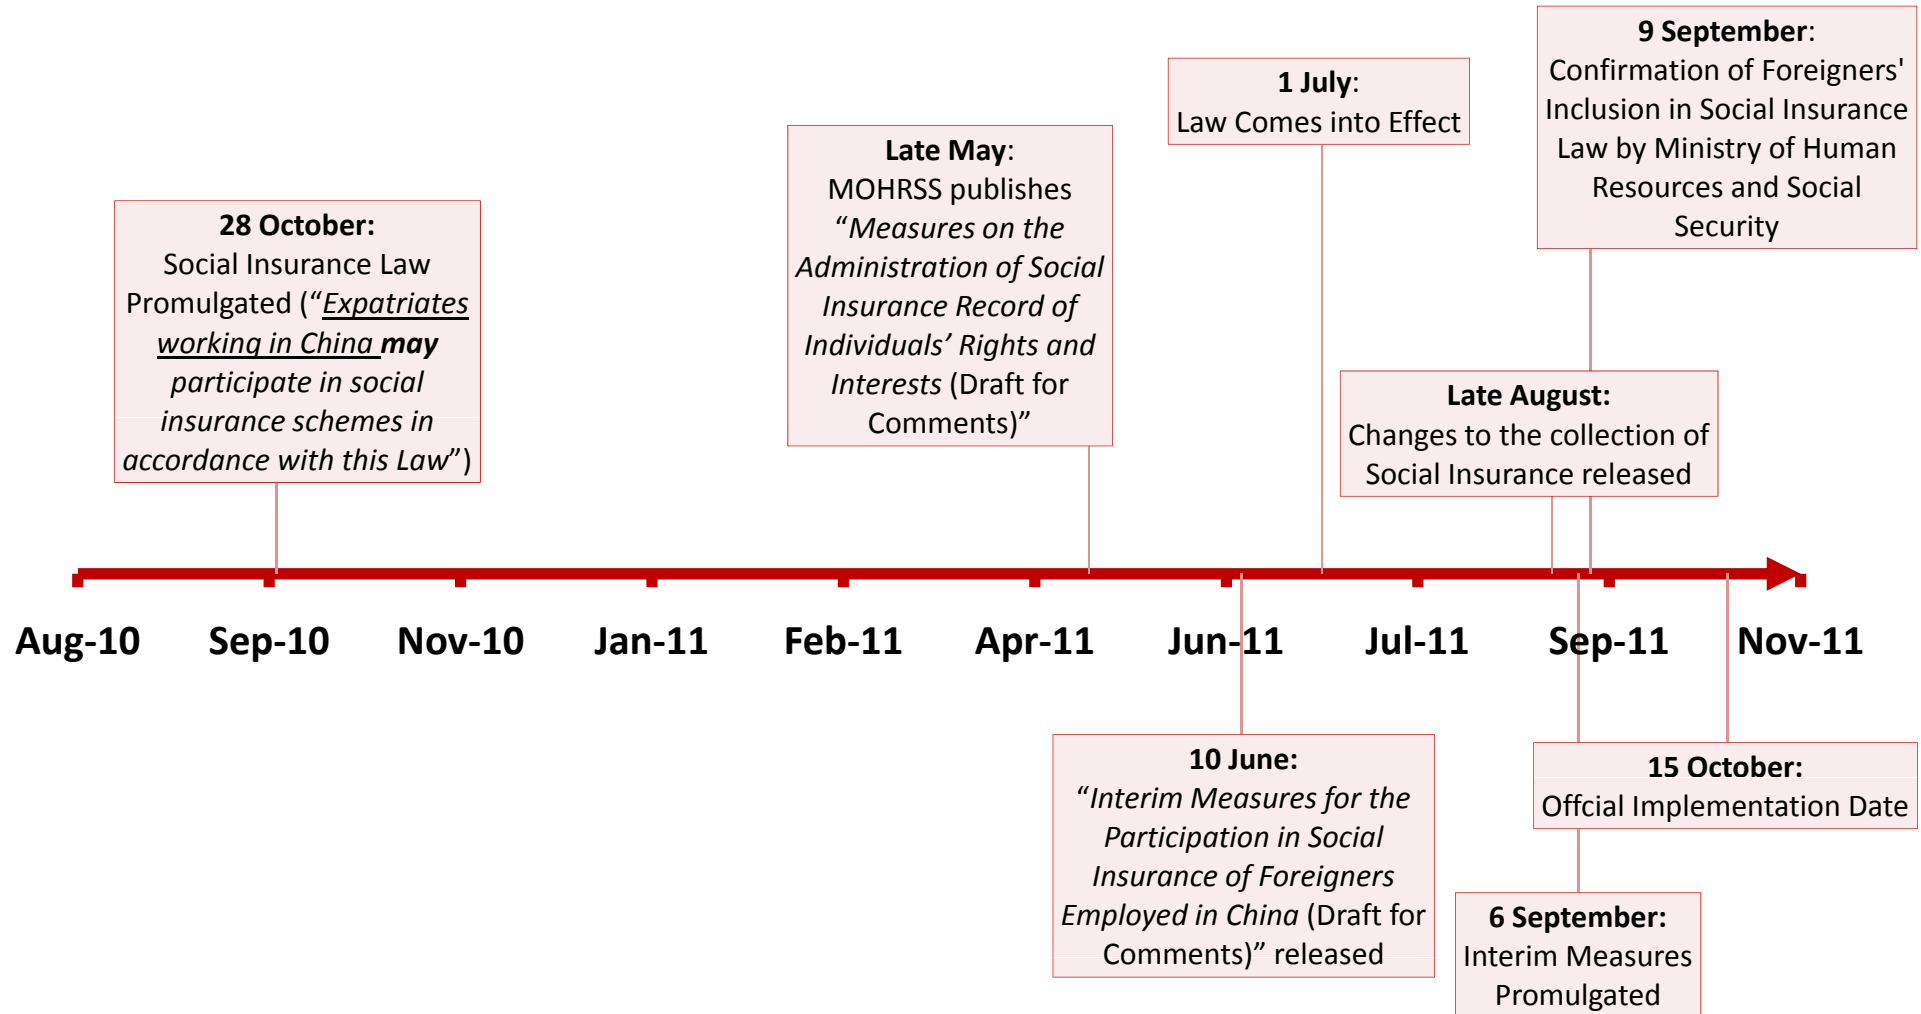 28 October:
Social Insurance Law
Promulgated (“Expatriates
working in China may
participate in social
insurance schemes in
accordance with this Law”)
Late May:
MOHRSS publishes
“Measures on the
Administration of Social
Insurance Record of
Individuals’ Rights and
Interests (Draft for
Comments)”
1 July:
Law Comes into Effect
9 September:
Confirmation of Foreigners'
Inclusion in Social Insurance
Law by Ministry of Human
Resources and Social
Security
Late August:
Changes to the collection of
Social Insurance released
Aug-10 Sep-10 Nov-10 Jan-11 Feb-11 Apr-11 Jun-11 Jul-11 Sep-11 Nov-11
10 June:
“Interim Measures for the
Participation in Social
Insurance of Foreigners
Employed in China (Draft for
Comments)” released
15 October:
Offcial Implementation Date
6 September:
Interim Measures
Promulgated